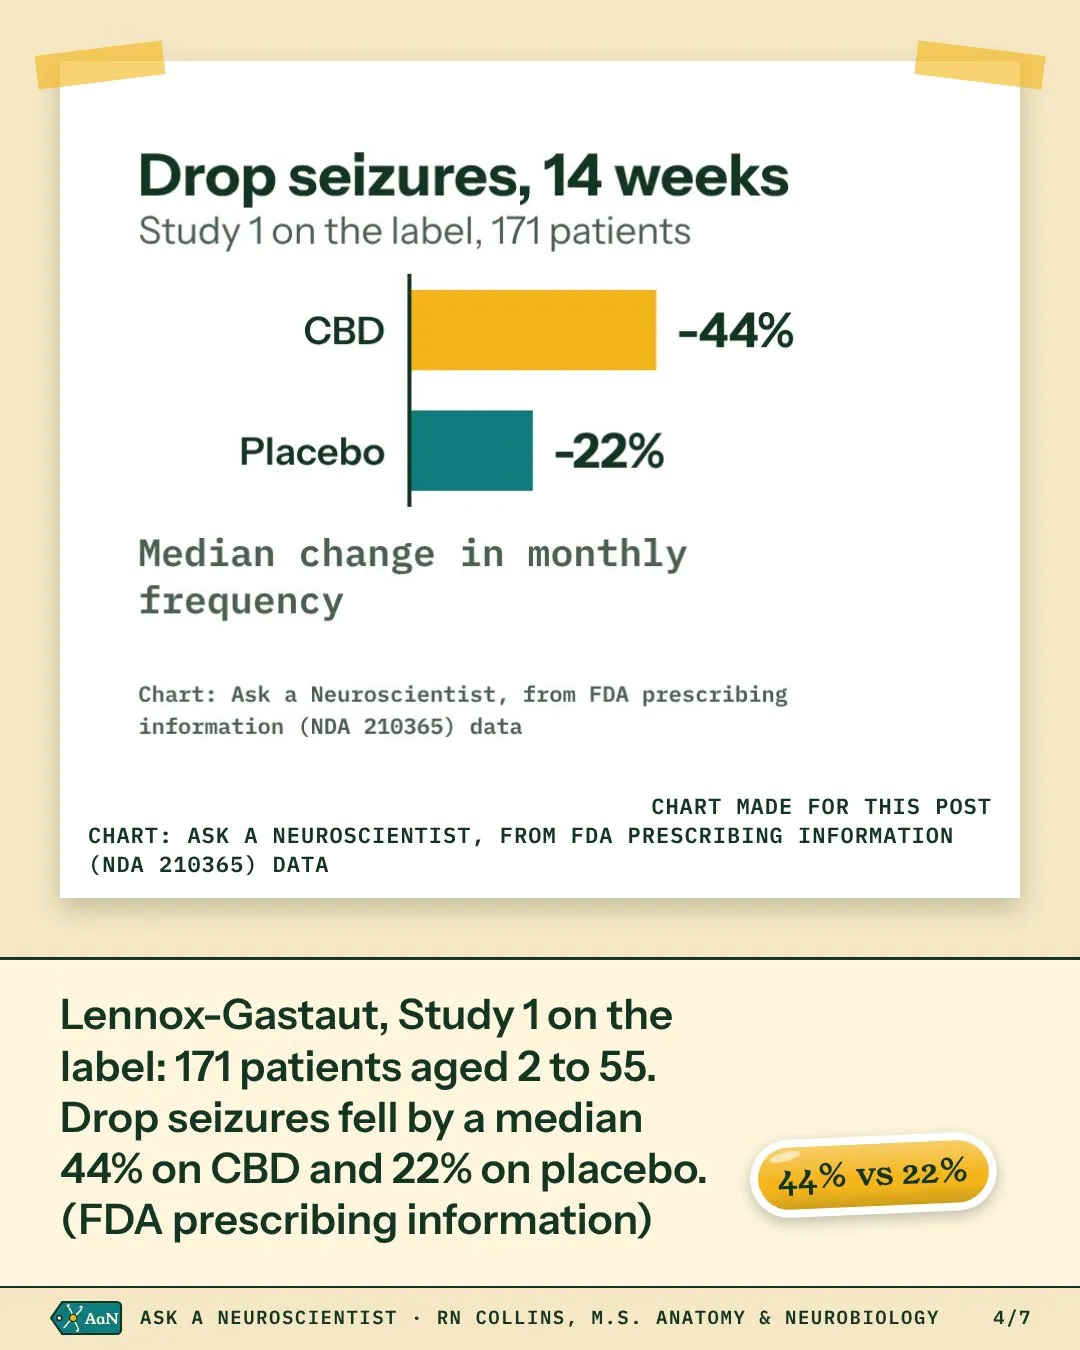 Drop seizures, 14 weeks
Study 1 on the label, 171 patients
CBD
-44%
Placebo
-22%
Median change in monthly
frequency
Chart: Ask a Neuroscientist, from FDA prescribing
information (NDA 210365) data
CHART MADE FOR THIS POST
CHART: ASK A NEUROSCIENTIST, FROM FDA PRESCRIBING INFORMATION
(NDA 210365) DATA
Lennox-Gastaut, Study 1 on the
label: 171 patients aged 2 to 55.
Drop seizures fell by a median
44% on CBD and 22% on placebo.
(FDA prescribing information)
44% vs 22%
AaN
ASK A NEUROSCIENTIST · RN COLLINS, M.S. ANATOMY & NEUROBIOLOGY
4/7